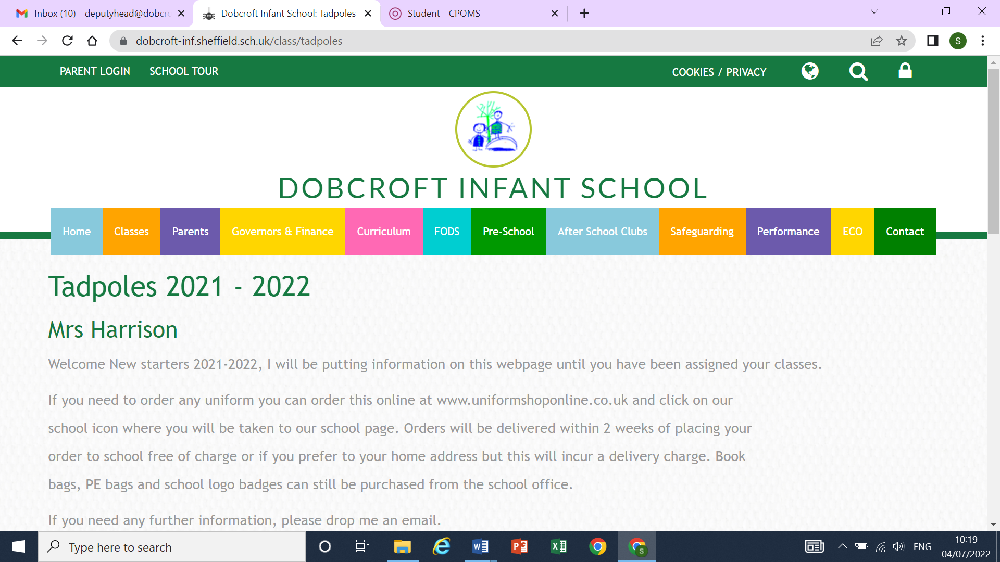 Inbox (10) - deputyhead@dobcro
Dobcroft Infant School: Tadpoles
Student - CPOMS
dobcroft-inf.sheffield.sch.uk/class/tadpoles
S
PARENT LOGIN SCHOOL TOUR COOKIES / PRIVACY
DOBCROFT INFANT SCHOOL
Home Classes Parents Governors & Finance Curriculum FODS Pre-School After School Clubs Safeguarding Performance ECO Contact
Tadpoles 2021 - 2022
Mrs Harrison
Welcome New starters 2021-2022, I will be putting information on this webpage until you have been assigned your classes.
If you need to order any uniform you can order this online at www.uniformshoponline.co.uk and click on our
school icon where you will be taken to our school page. Orders will be delivered within 2 weeks of placing your
order to school free of charge or if you prefer to your home address but this will incur a delivery charge. Book
bags, PE bags and school logo badges can still be purchased from the school office.
If you need any further information, please drop me an email.
Type here to search
ENG
10:19
04/07/2022